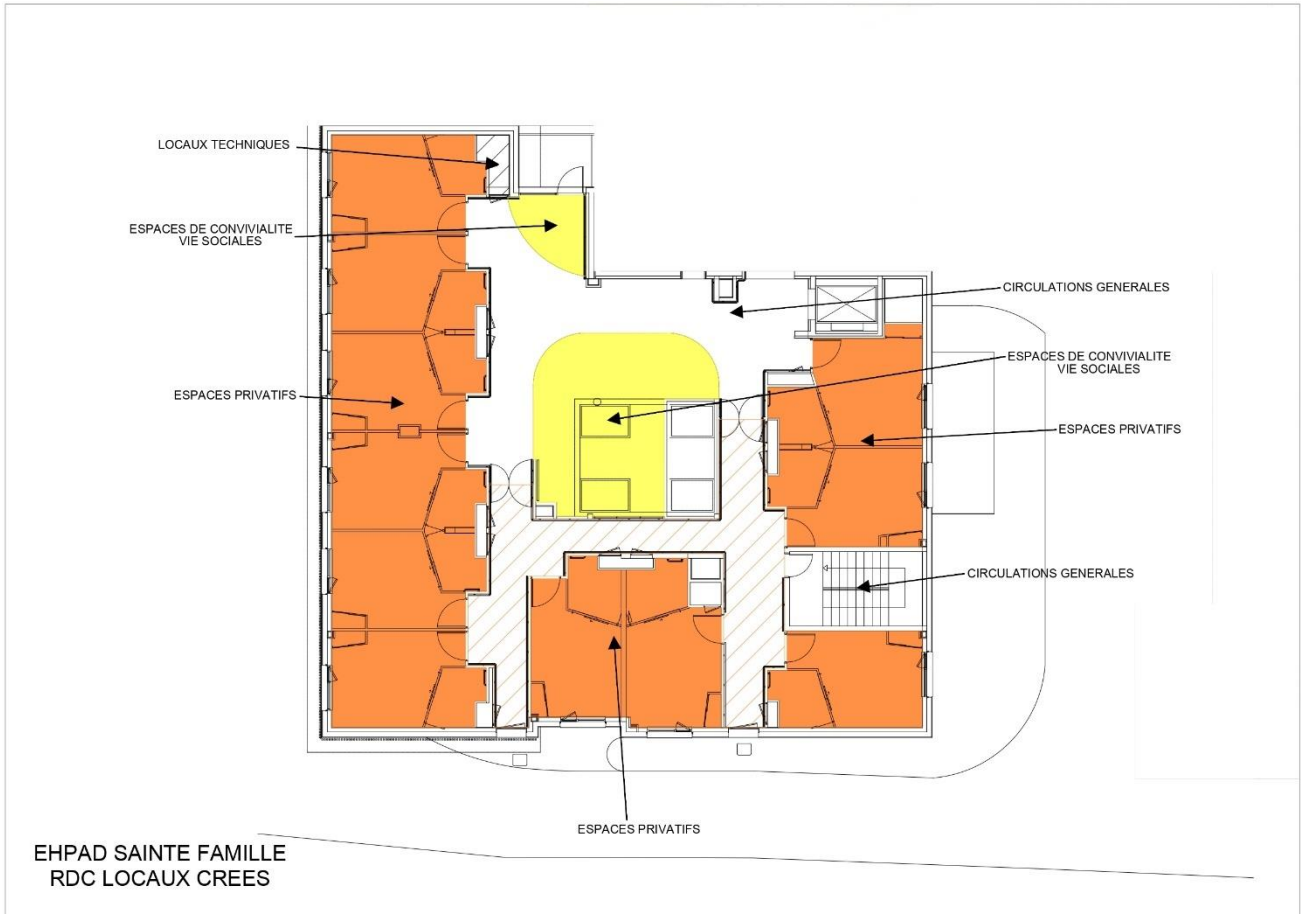 LOCAUX TECHNIQUES
ESPACES DE CONVIVIALITE
VIE SOCIALES
CIRCULATIONS GENERALES
ESPACES DE CONVIVIALITE
VIE SOCIALES
ESPACES PRIVATIFS
ESPACES PRIVATIFS
CIRCULATIONS GENERALES
ESPACES PRIVATIFS
EHPAD SAINTE FAMILLE
RDC LOCAUX CREES